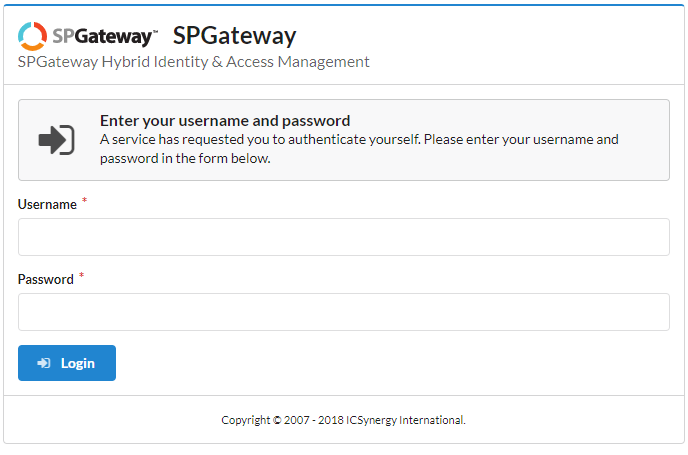 SPGateway™ SPGateway
SPGateway Hybrid Identity & Access Management
Enter your username and password
A service has requested you to authenticate yourself. Please enter your username and
password in the form below.
Username *
Password *
Login
Copyright © 2007 - 2018 ICSynergy International.